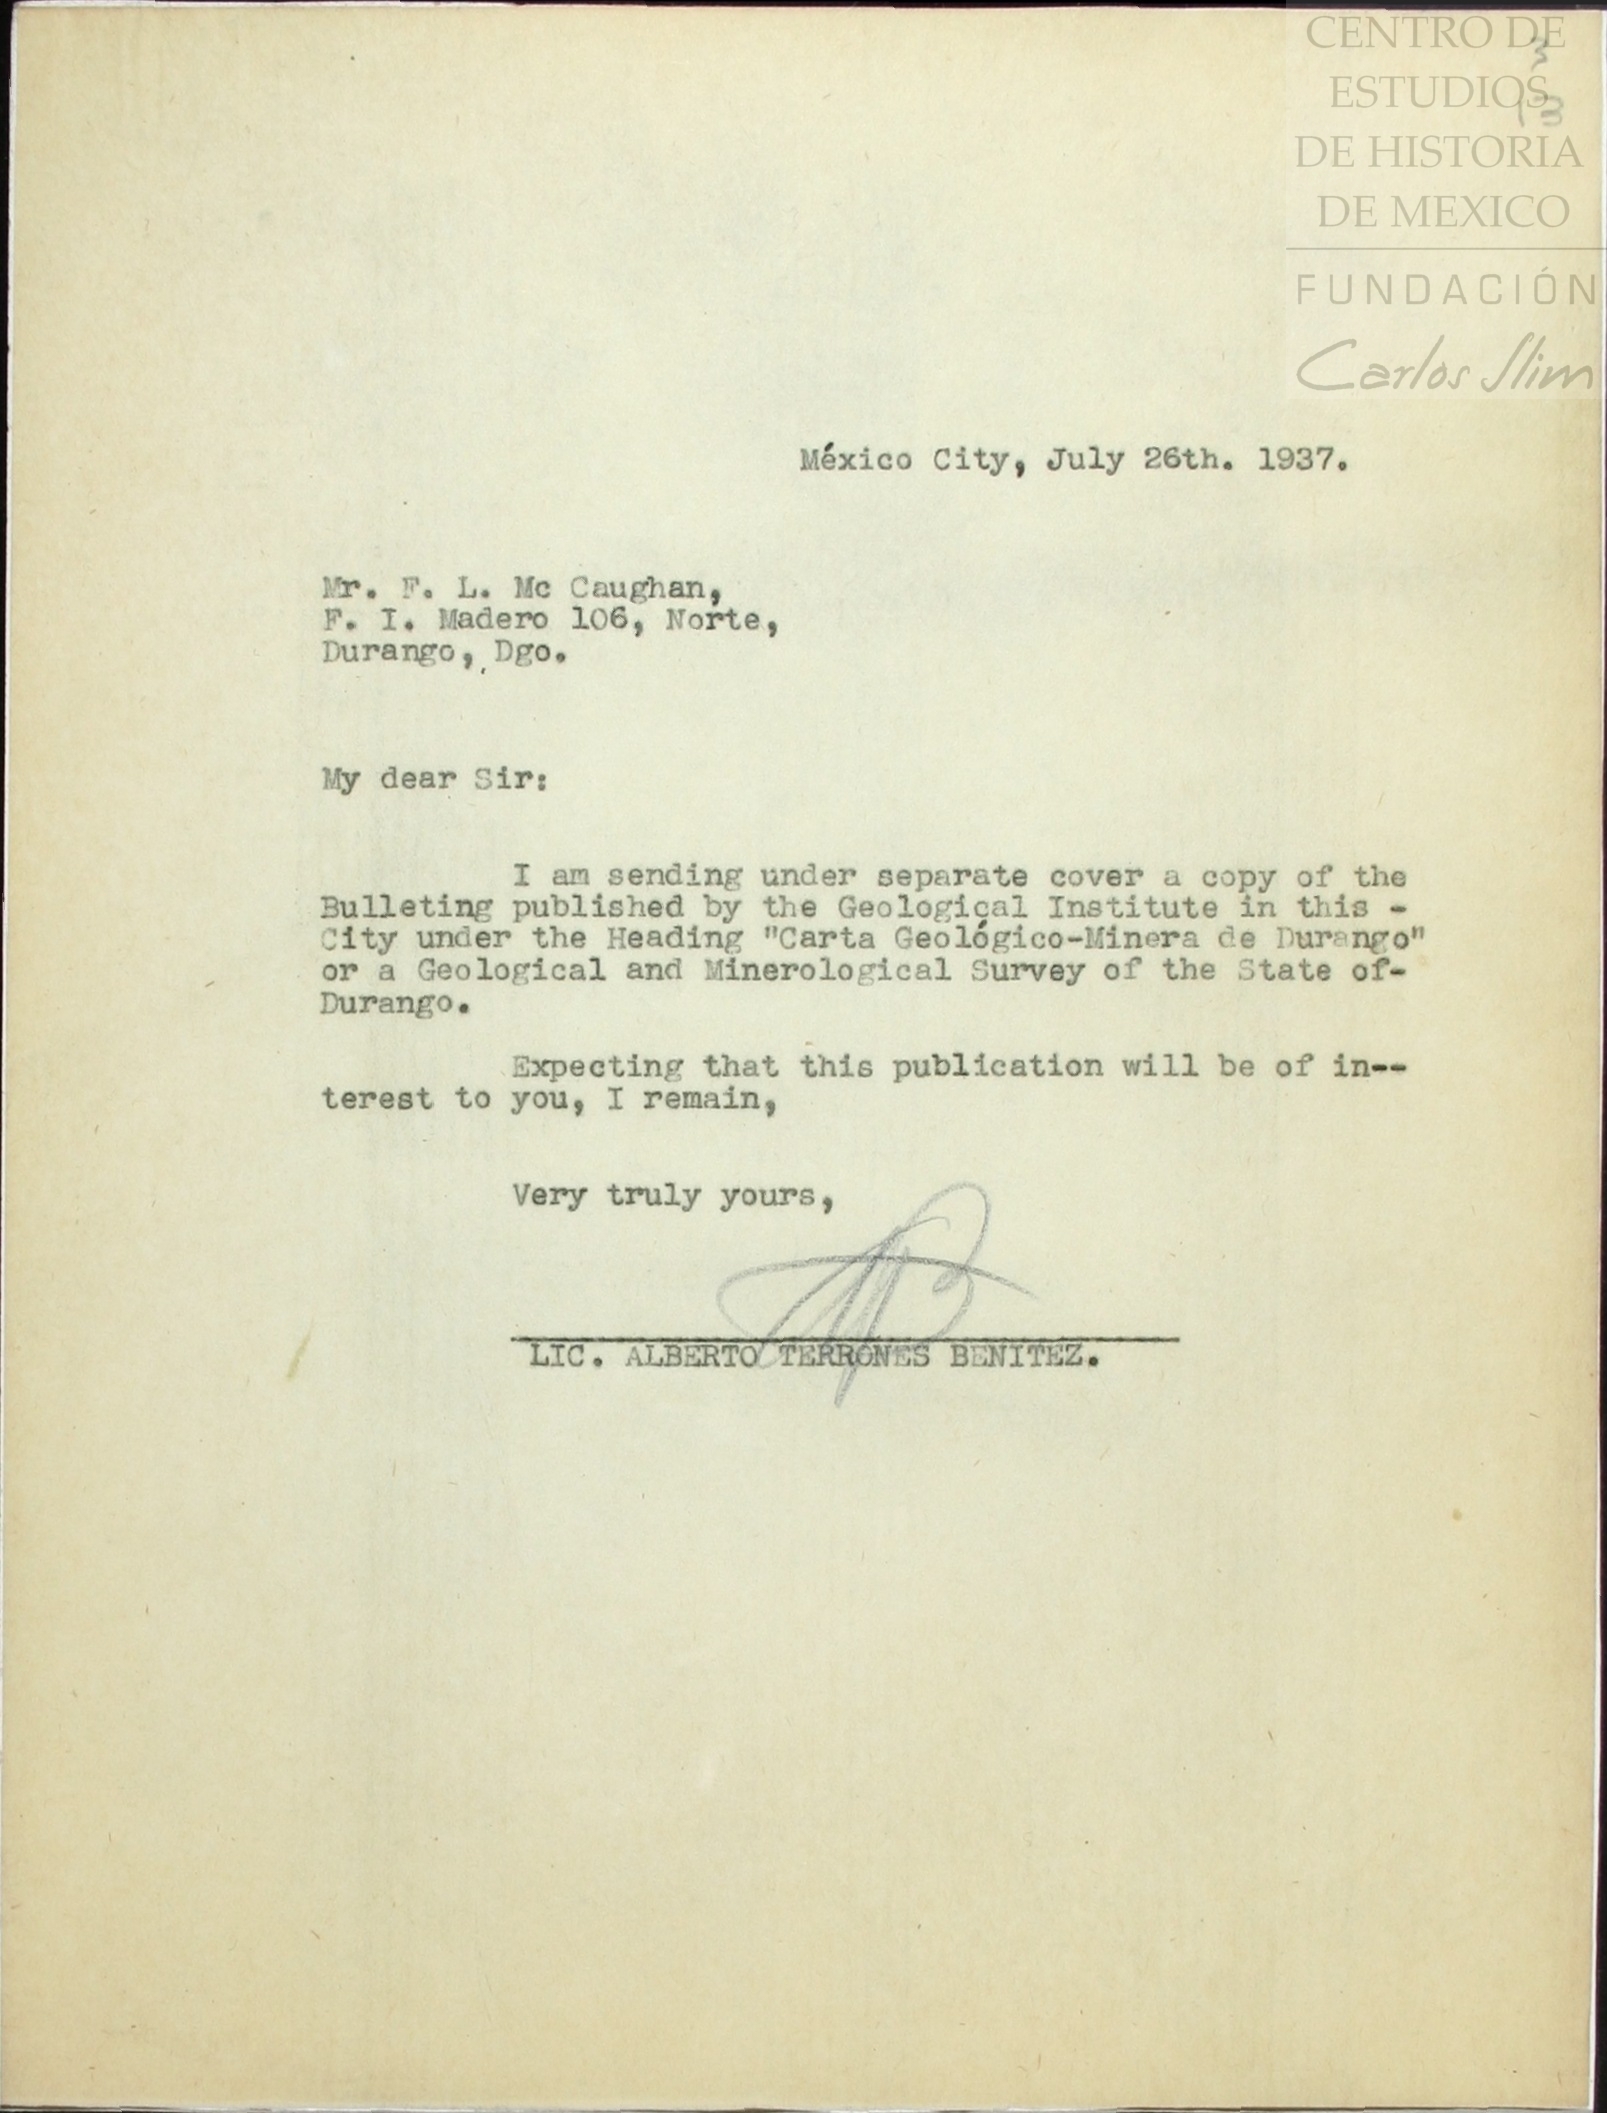 CENTRO DE
ESTUDIOS
DE HISTORIA
DE MEXICO
FUNDACIÓN
Carlos Slim
México City, July 26th. 1937.
Mr. F. L. Mc Caughan,
F. I. Madero 106, Norte,
Durango, Dgo.
My dear Sir:
I am sending under separate cover a copy of the
Bulleting published by the Geological Institute in this -
City under the Heading "Carta Geológico-Minera de Durango"
or a Geological and Minerological Survey of the State of-
Durango.
Expecting that this publication will be of in--
terest to you, I remain,
Very truly yours,
LIC. ALBERTO TERRONES BENITEZ.